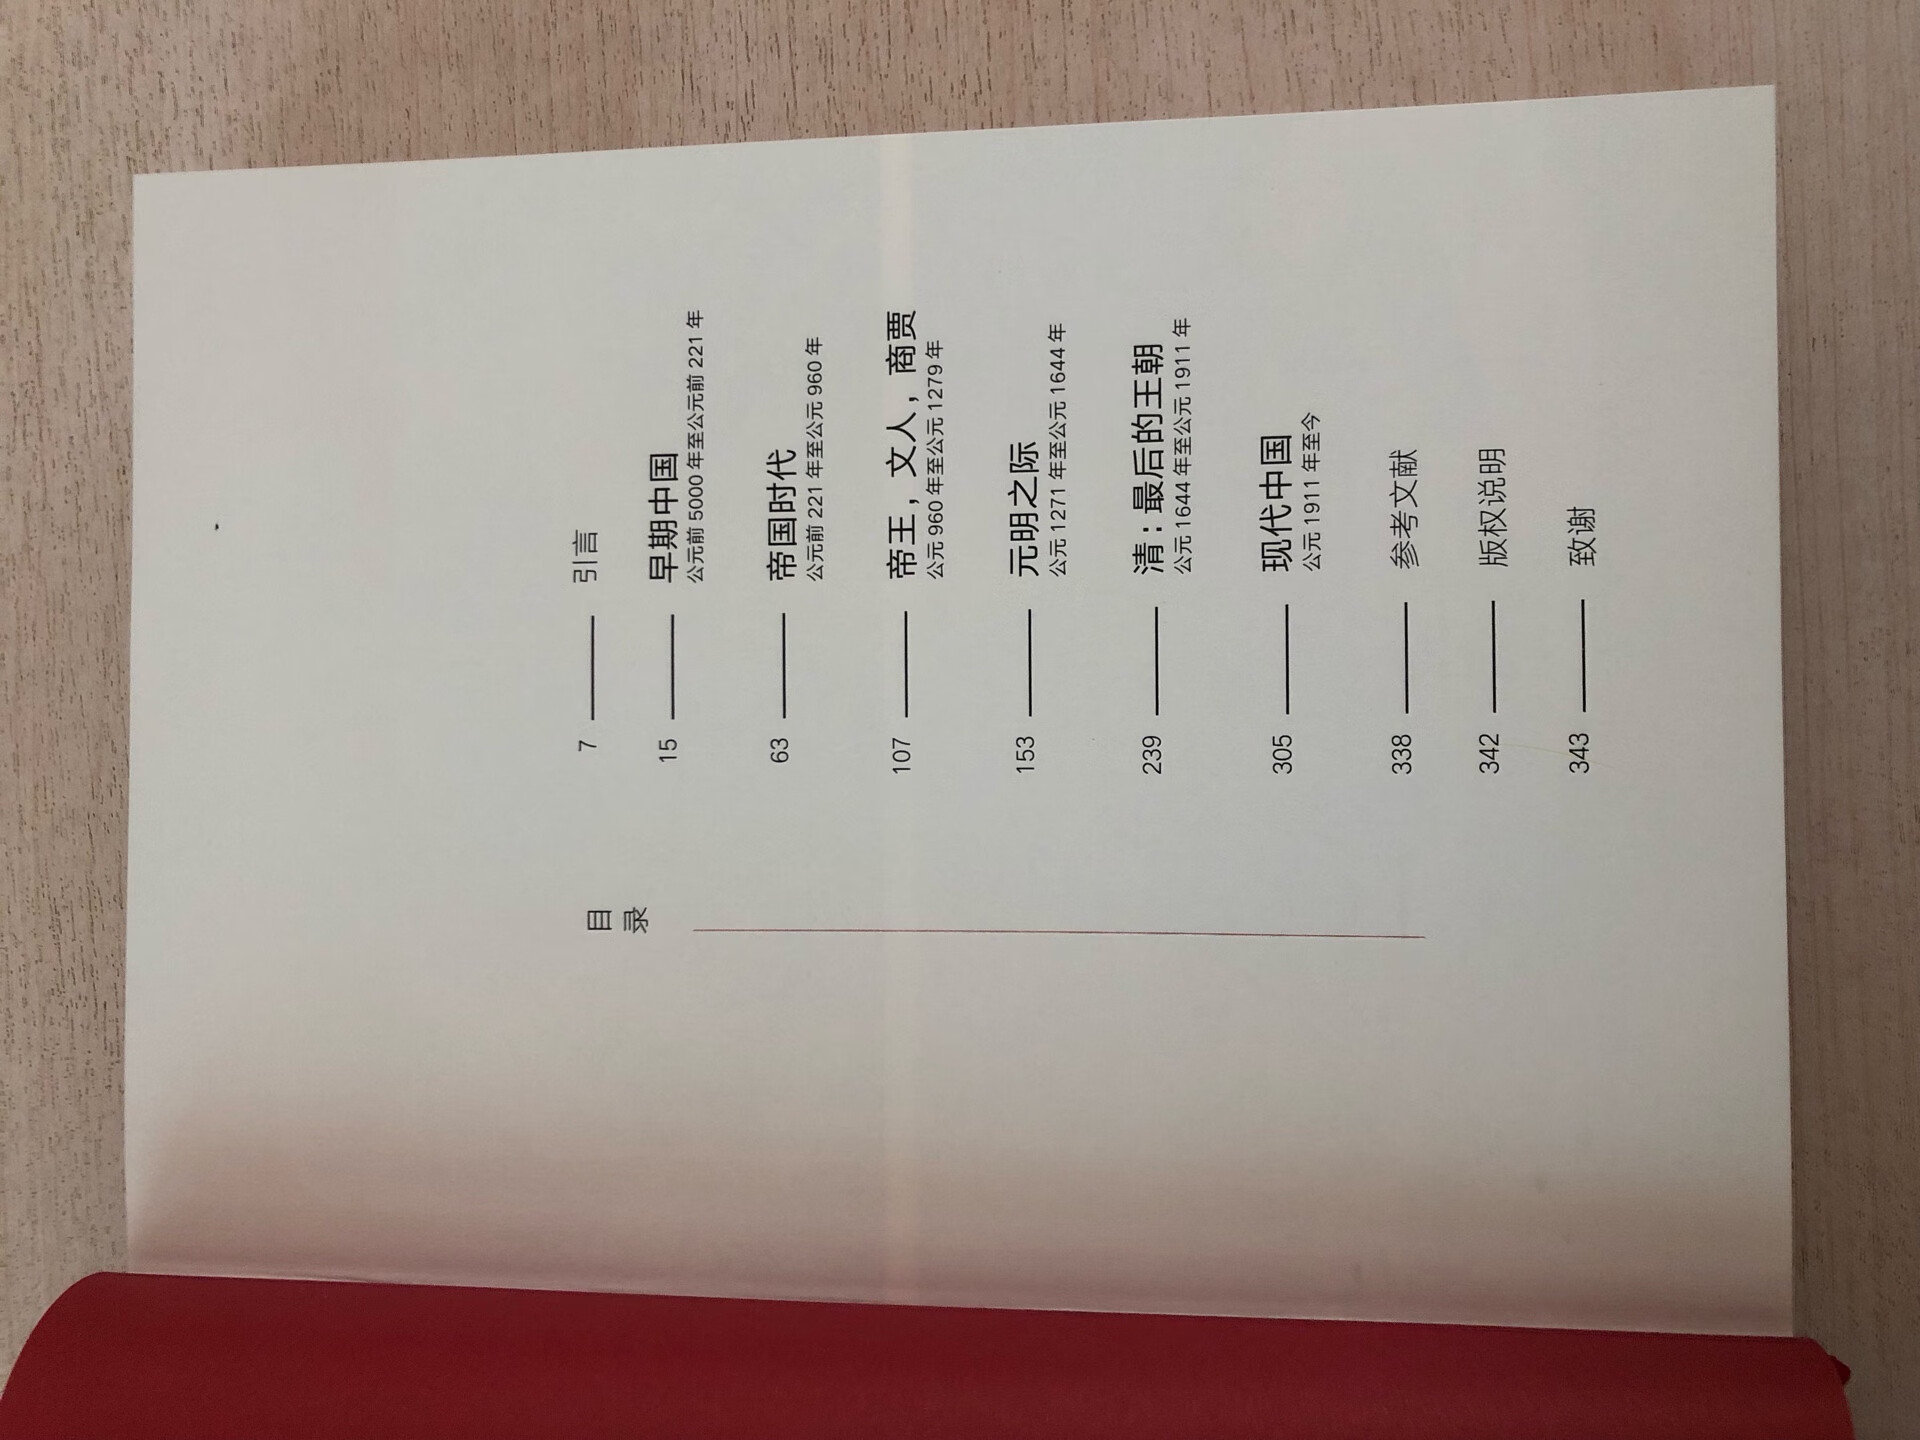 目
录
7 引言
15 早期中国
公元前 5000 年至公元前 221 年
63 帝国时代
公元前 221 年至公元 960 年
107 帝王，文人，商贾
公元 960 年至公元 1279 年
153 元明之际
公元 1271 年至公元 1644 年
239 清：最后的王朝
公元 1644 年至公元 1911 年
305 现代中国
公元 1911 年至今
338 参考文献
342 版权说明
343 致谢